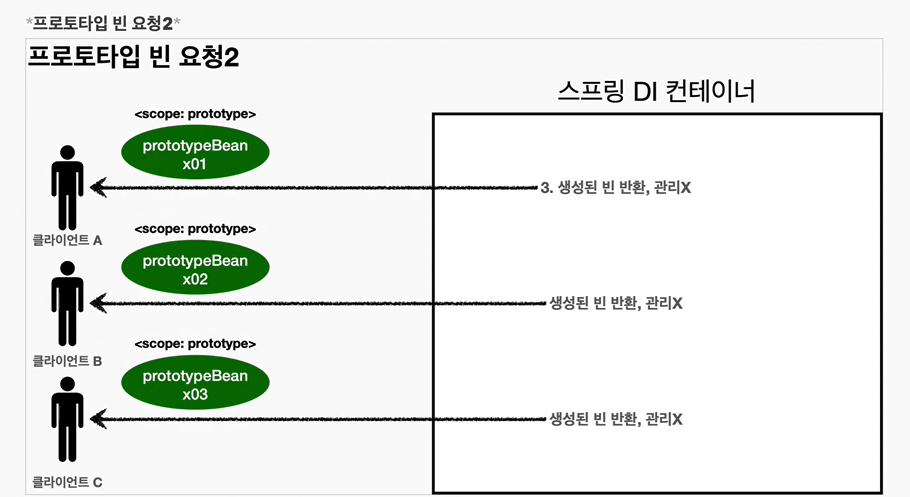 *프로토타입 빈 요청2*
프로토타입 빈 요청2
스프링 DI 컨테이너
<scope: prototype>
prototypeBean
x01
3. 생성된 빈 반환, 관리X
클라이언트 A
<scope: prototype>
prototypeBean
x02
생성된 빈 반환, 관리X
클라이언트 B
<scope: prototype>
prototypeBean
x03
생성된 빈 반환, 관리X
클라이언트 C